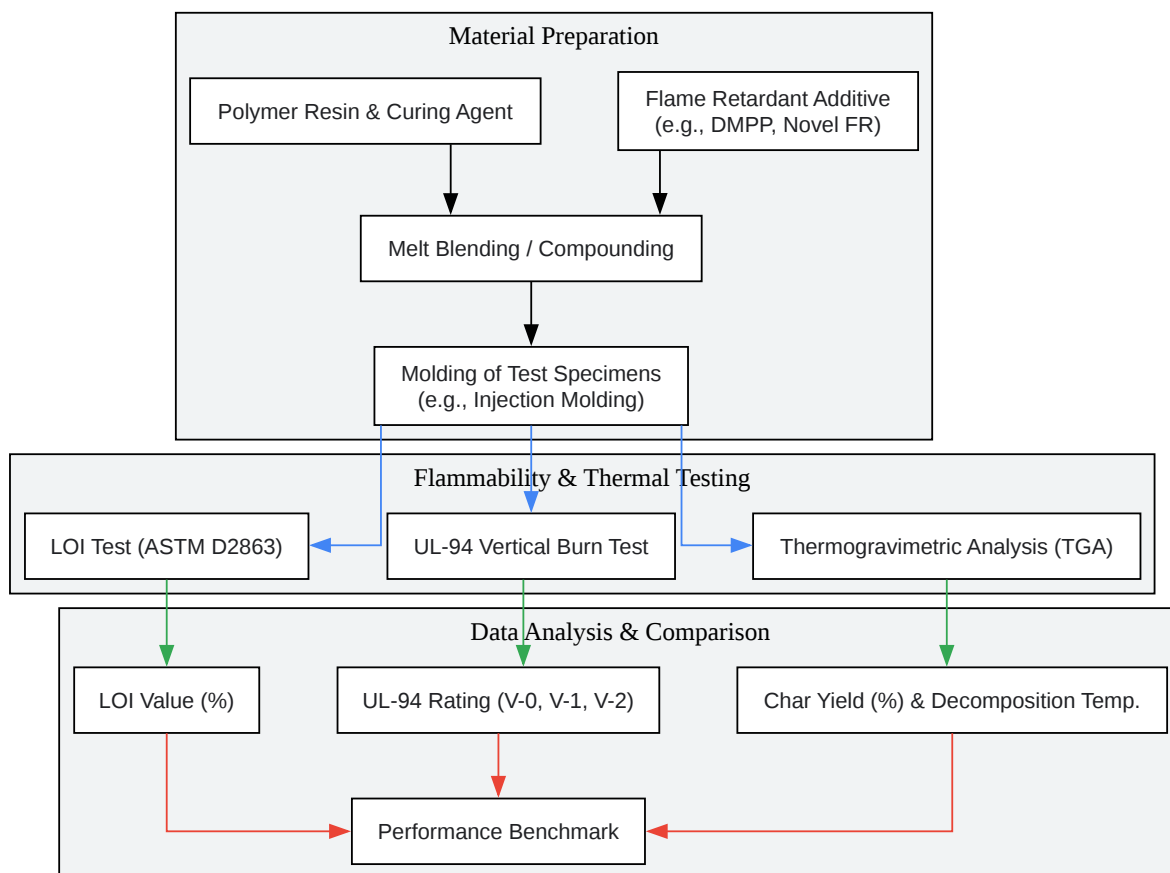 Material Preparation
Polymer Resin & Curing Agent
Flame Retardant Additive
(e.g., DMPP, Novel FR)
Melt Blending / Compounding
Molding of Test Specimens
(e.g., Injection Molding)
Flammability & Thermal Testing
LOI Test (ASTM D2863)
UL-94 Vertical Burn Test
Thermogravimetric Analysis (TGA)
Data Analysis & Comparison
LOI Value (%)
UL-94 Rating (V-0, V-1, V-2)
Char Yield (%) & Decomposition Temp.
Performance Benchmark